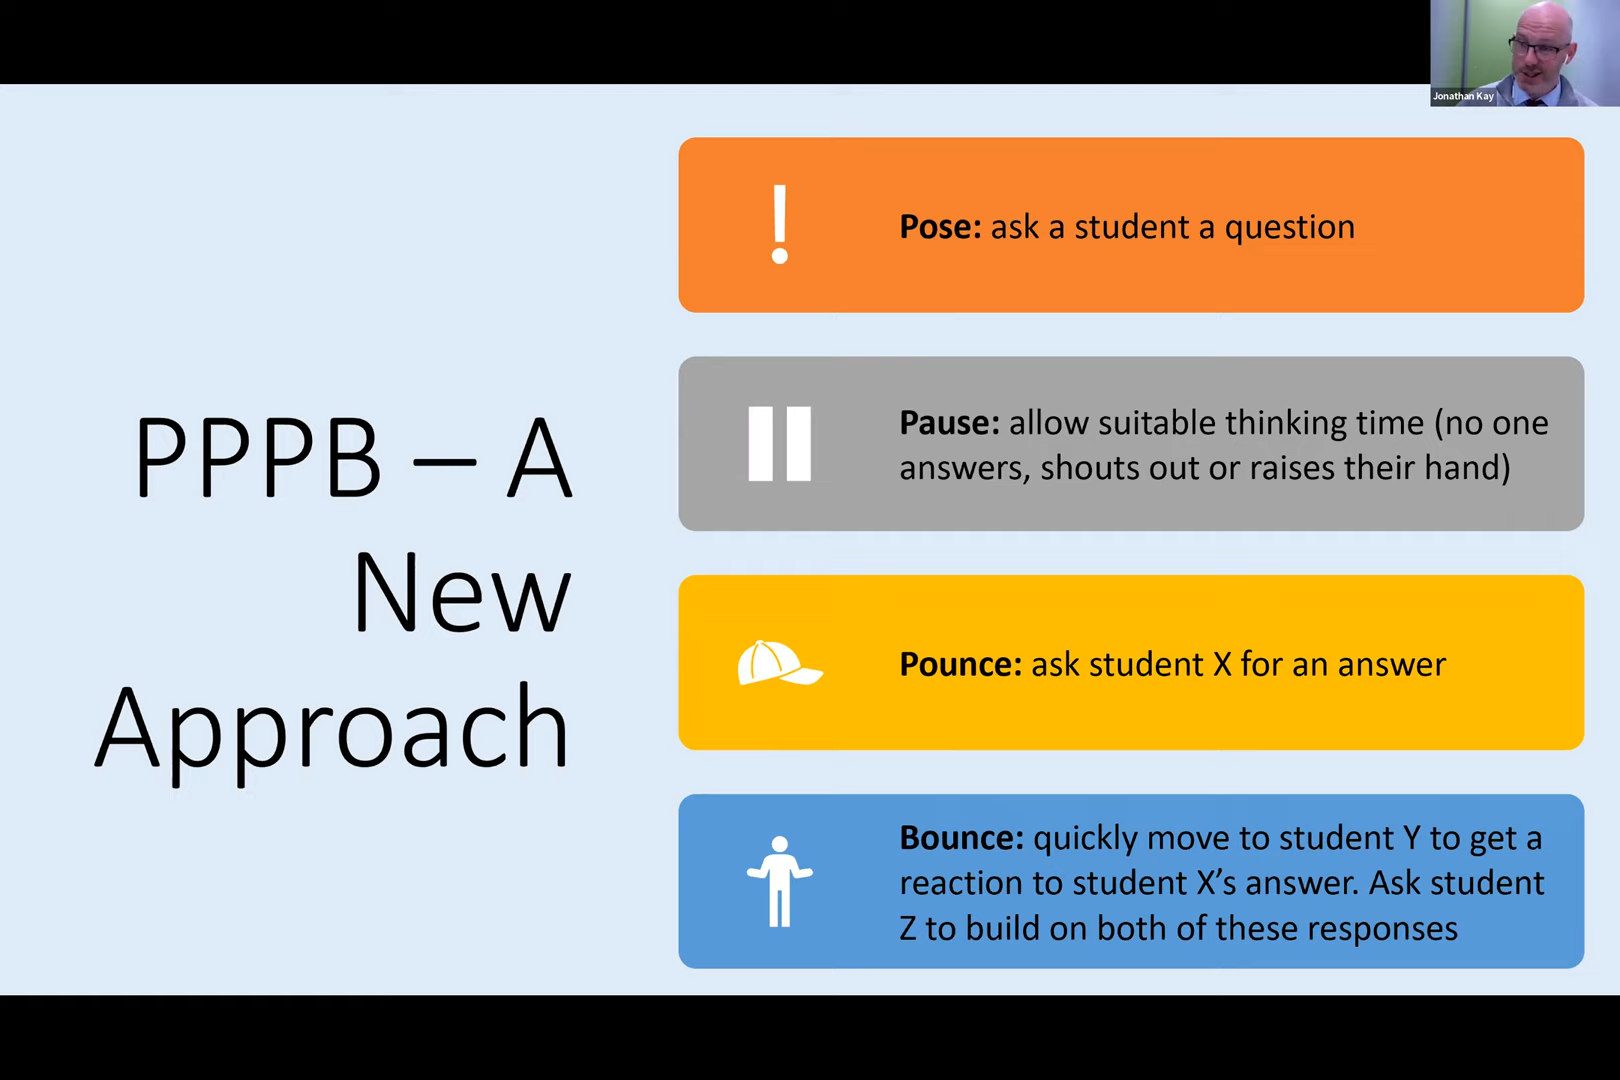 Jonathan Kay
PPPB – A
New
Approach
Pose: ask a student a question
Pause: allow suitable thinking time (no one
answers, shouts out or raises their hand)
Pounce: ask student X for an answer
Bounce: quickly move to student Y to get a
reaction to student X’s answer. Ask student
Z to build on both of these responses